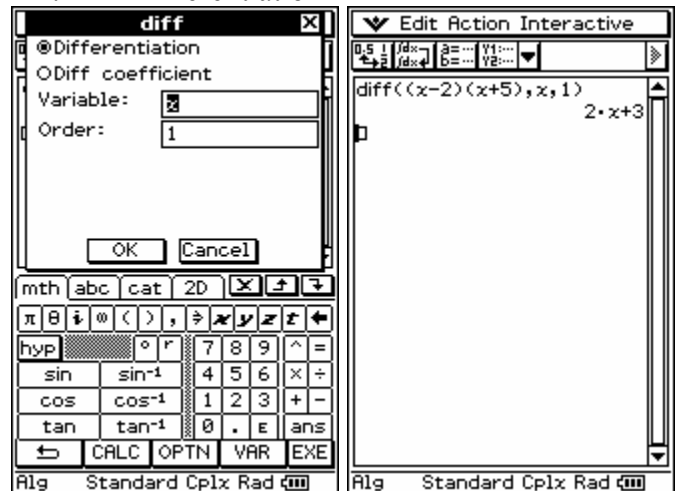 diff
Differentiation
Diff coefficient
Variable: x
Order: 1
OK Cancel
mth abc cat 2D
π θ i ∞ ( ) , ⇒ x y z t
hyp ° r 7 8 9 ^ =
sin sin-1 4 5 6 × ÷
cos cos-1 1 2 3 + -
tan tan-1 0 . E ans
CALC OPTN VAR EXE
Alg Standard Cplx Rad
Edit Action Interactive
diff((x-2)(x+5),x,1)
2·x+3
Alg Standard Cplx Rad